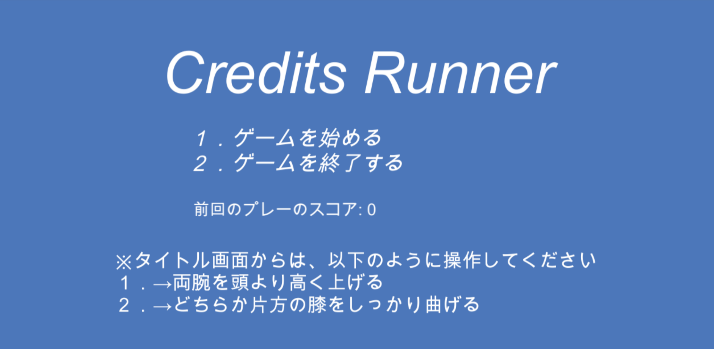 Credits Runner
１．ゲームを始める
２．ゲームを終了する
前回のプレーのスコア: 0
※タイトル画面からは、以下のように操作してください
１．→両腕を頭より高く上げる
２．→どちらか片方の膝をしっかり曲げる